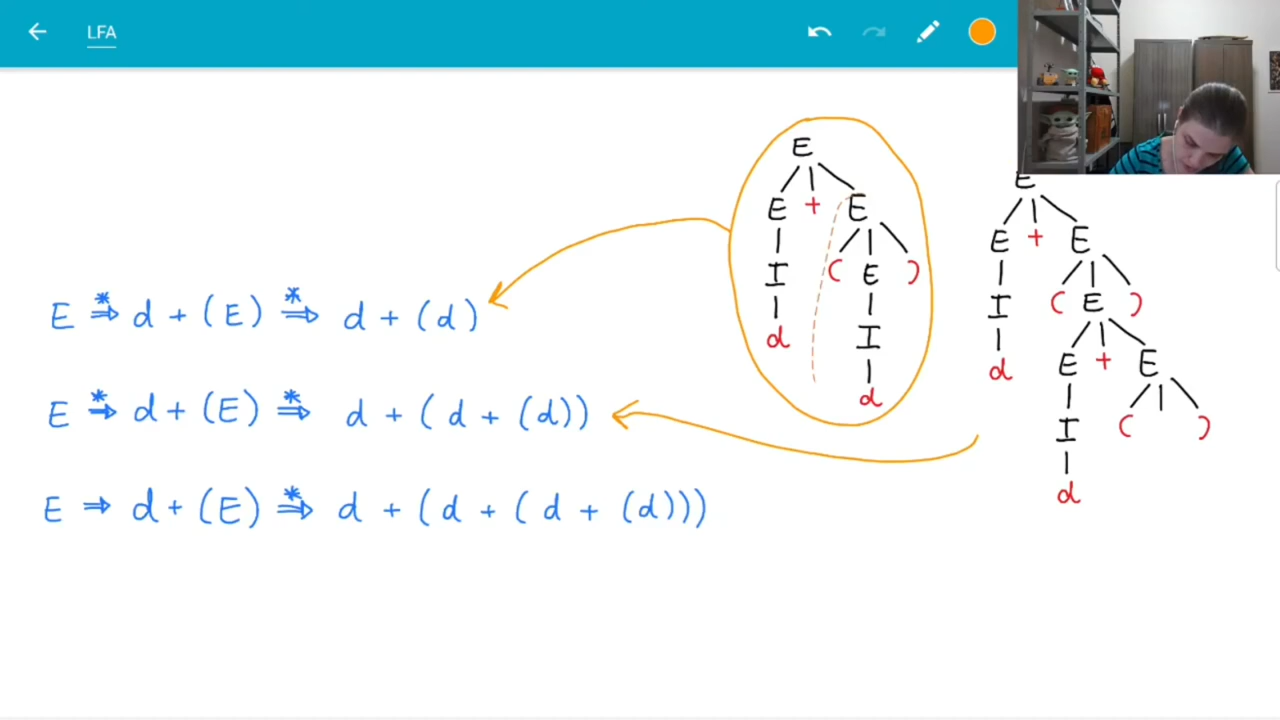 LFA
E
E + E
I ( E )
d I
d
E
E + E
I ( E )
d E + E
I ( )
d
E ⇒* d + (E) ⇒* d + (d)
E ⇒* d + (E) ⇒* d + (d + (d))
E ⇒ d + (E) ⇒* d + (d + (d + (d)))